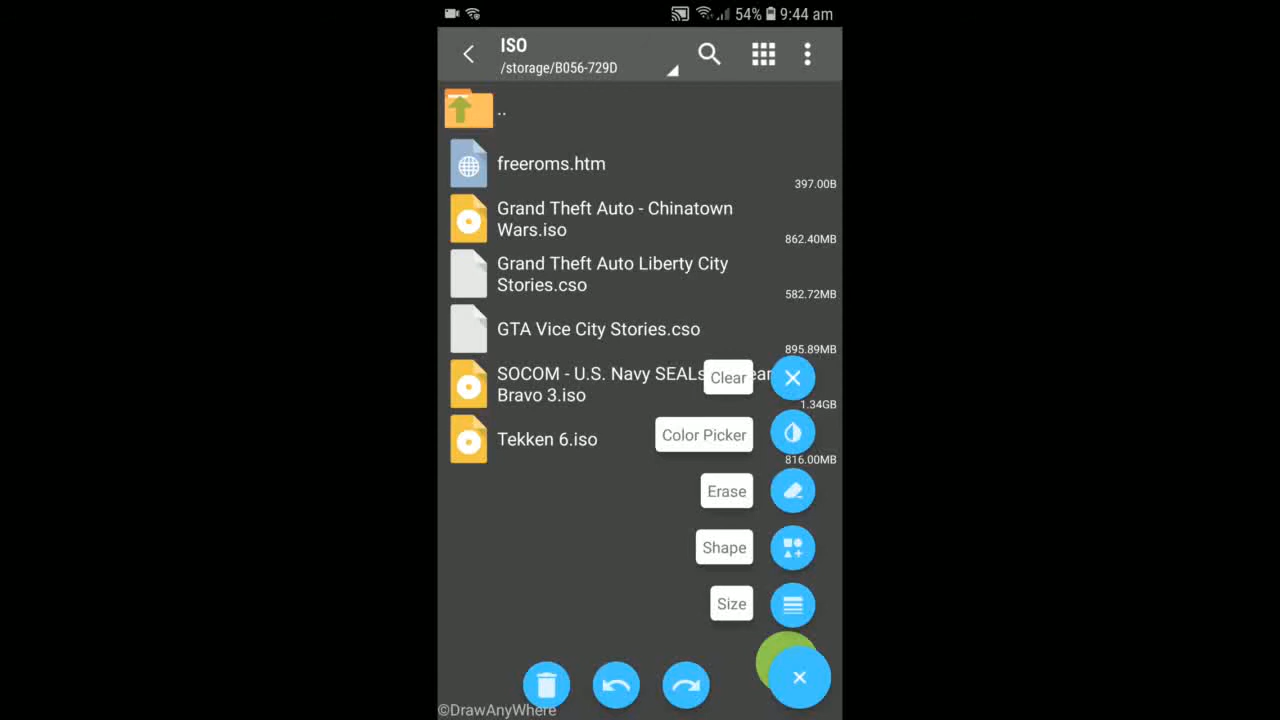 54% 9:44 am
ISO
/storage/B056-729D
..
freeroms.htm
397.00B
Grand Theft Auto - Chinatown
Wars.iso
862.40MB
Grand Theft Auto Liberty City
Stories.cso
582.72MB
GTA Vice City Stories.cso
895.89MB
SOCOM - U.S. Navy SEALs
Bravo 3.iso
Clear
1.34GB
Tekken 6.iso
Color Picker
816.00MB
Erase
Shape
Size
©DrawAnyWhere